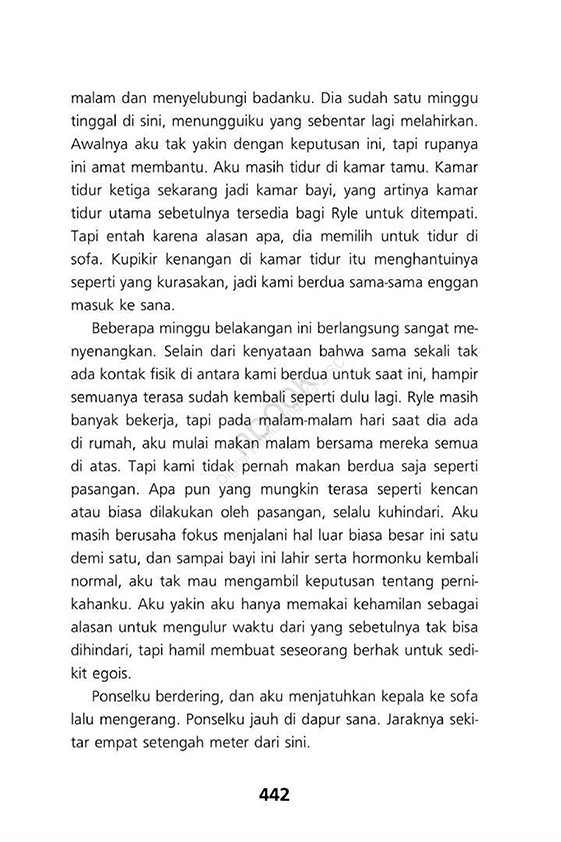 malam dan menyelubungi badanku. Dia sudah satu minggu
tinggal di sini, menungguiku yang sebentar lagi melahirkan.
Awalnya aku tak yakin dengan keputusan ini, tapi rupanya
ini amat membantu. Aku masih tidur di kamar tamu. Kamar
tidur ketiga sekarang jadi kamar bayi, yang artinya kamar
tidur utama sebetulnya tersedia bagi Ryle untuk ditempati.
Tapi entah karena alasan apa, dia memilih untuk tidur di
sofa. Kupikir kenangan di kamar tidur itu menghantuinya
seperti yang kurasakan, jadi kami berdua sama-sama enggan
masuk ke sana.
Beberapa minggu belakangan ini berlangsung sangat me-
nyenangkan. Selain dari kenyataan bahwa sama sekali tak
ada kontak fisik di antara kami berdua untuk saat ini, hampir
semuanya terasa sudah kembali seperti dulu lagi. Ryle masih
banyak bekerja, tapi pada malam-malam hari saat dia ada
di rumah, aku mulai makan malam bersama mereka semua
di atas. Tapi kami tidak pernah makan berdua saja seperti
pasangan. Apa pun yang mungkin terasa seperti kencan
atau biasa dilakukan oleh pasangan, selalu kuhindari. Aku
masih berusaha fokus menjalani hal luar biasa besar ini satu
demi satu, dan sampai bayi ini lahir serta hormonku kembali
normal, aku tak mau mengambil keputusan tentang perni-
kahanku. Aku yakin aku hanya memakai kehamilan sebagai
alasan untuk mengulur waktu dari yang sebetulnya tak bisa
dihindari, tapi hamil membuat seseorang berhak untuk sedi-
kit egois.
Ponselku berdering, dan aku menjatuhkan kepala ke sofa
lalu mengerang. Ponselku jauh di dapur sana. Jaraknya seki-
tar empat setengah meter dari sini.
442